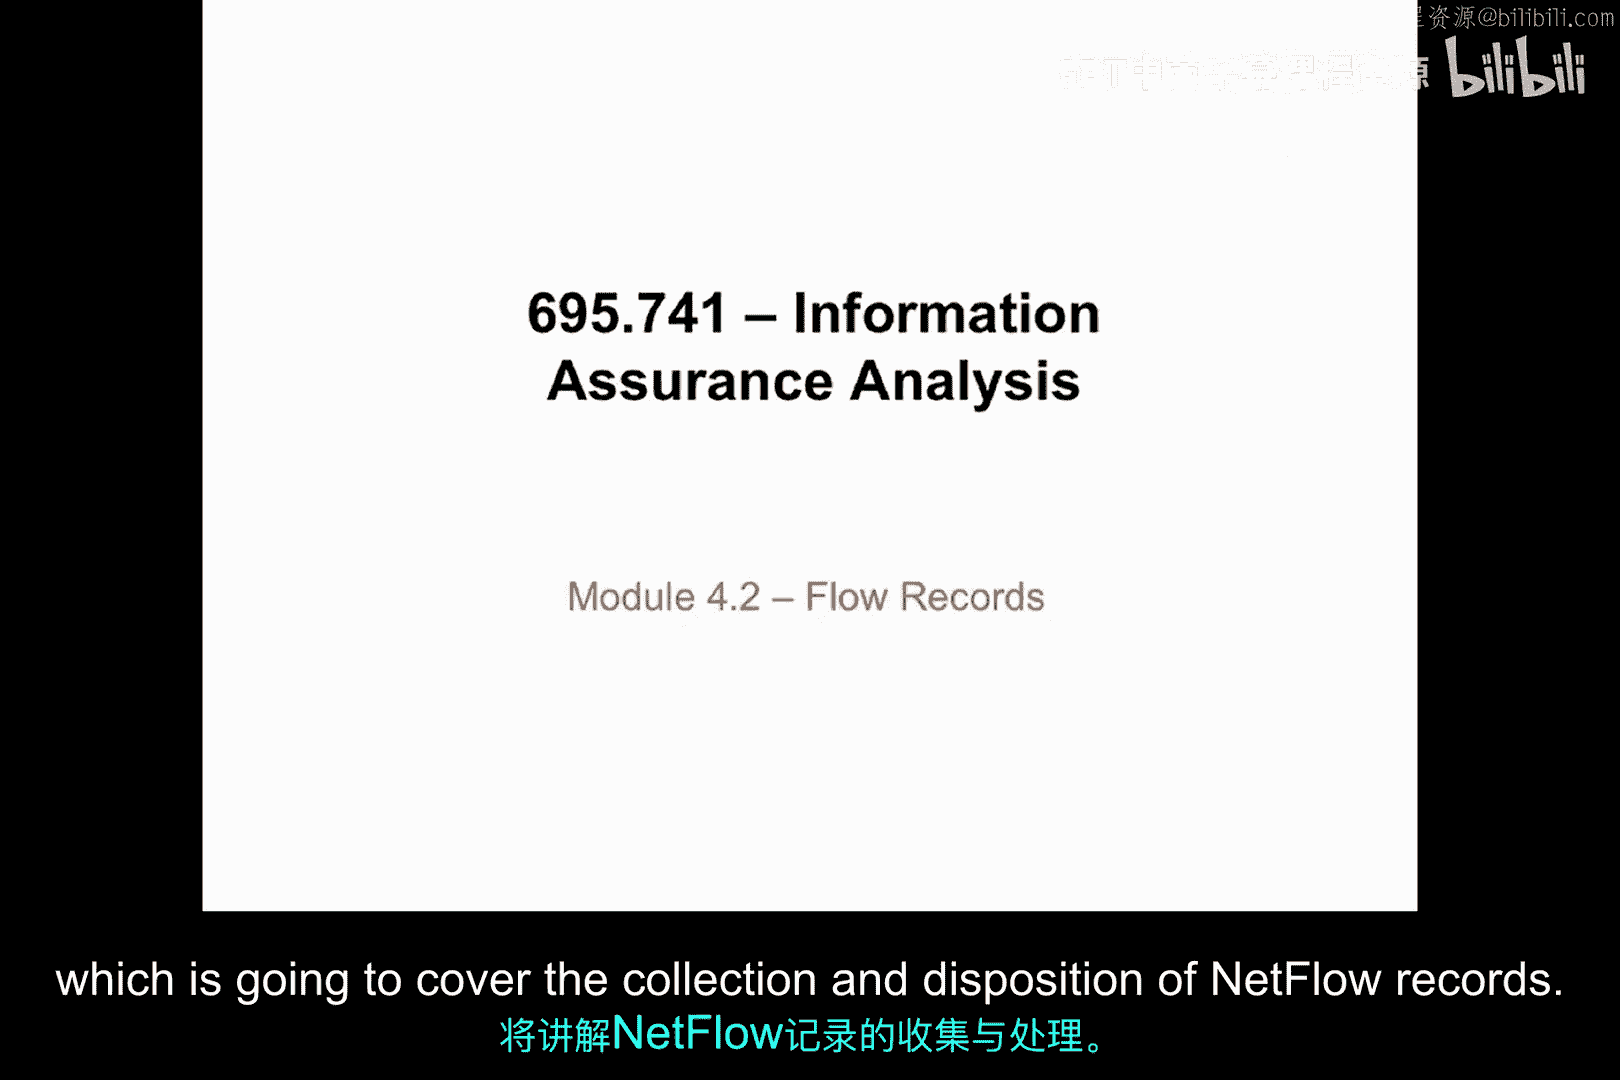 资源@bilibili.com
bilibili
695.741 – Information
Assurance Analysis
Module 4.2 – Flow Records
which is going to cover the collection and disposition of NetFlow records.
将讲解NetFlow记录的收集与处理。